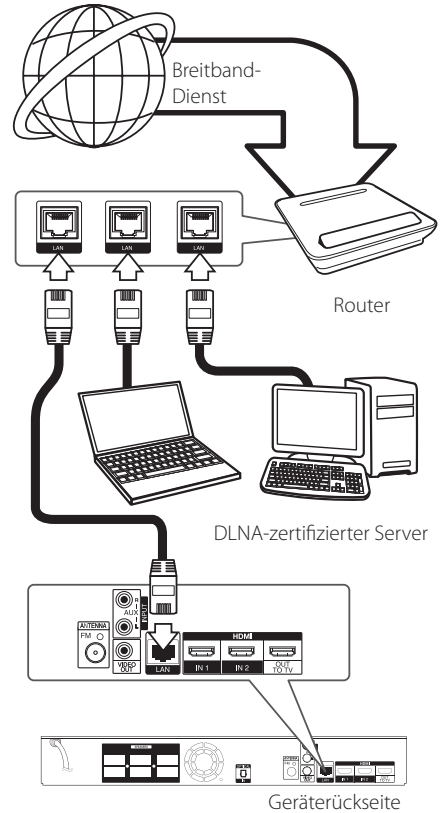 Breitband-
Dienst
LAN
LAN
LAN
Router
DLNA-zertifizierter Server
ANTENNA
FM
R
AUX
L
INPUT
VIDEO
OUT
LAN
HDMI
IN 1
IN 2
OUT
TO TV
Geräterückseite